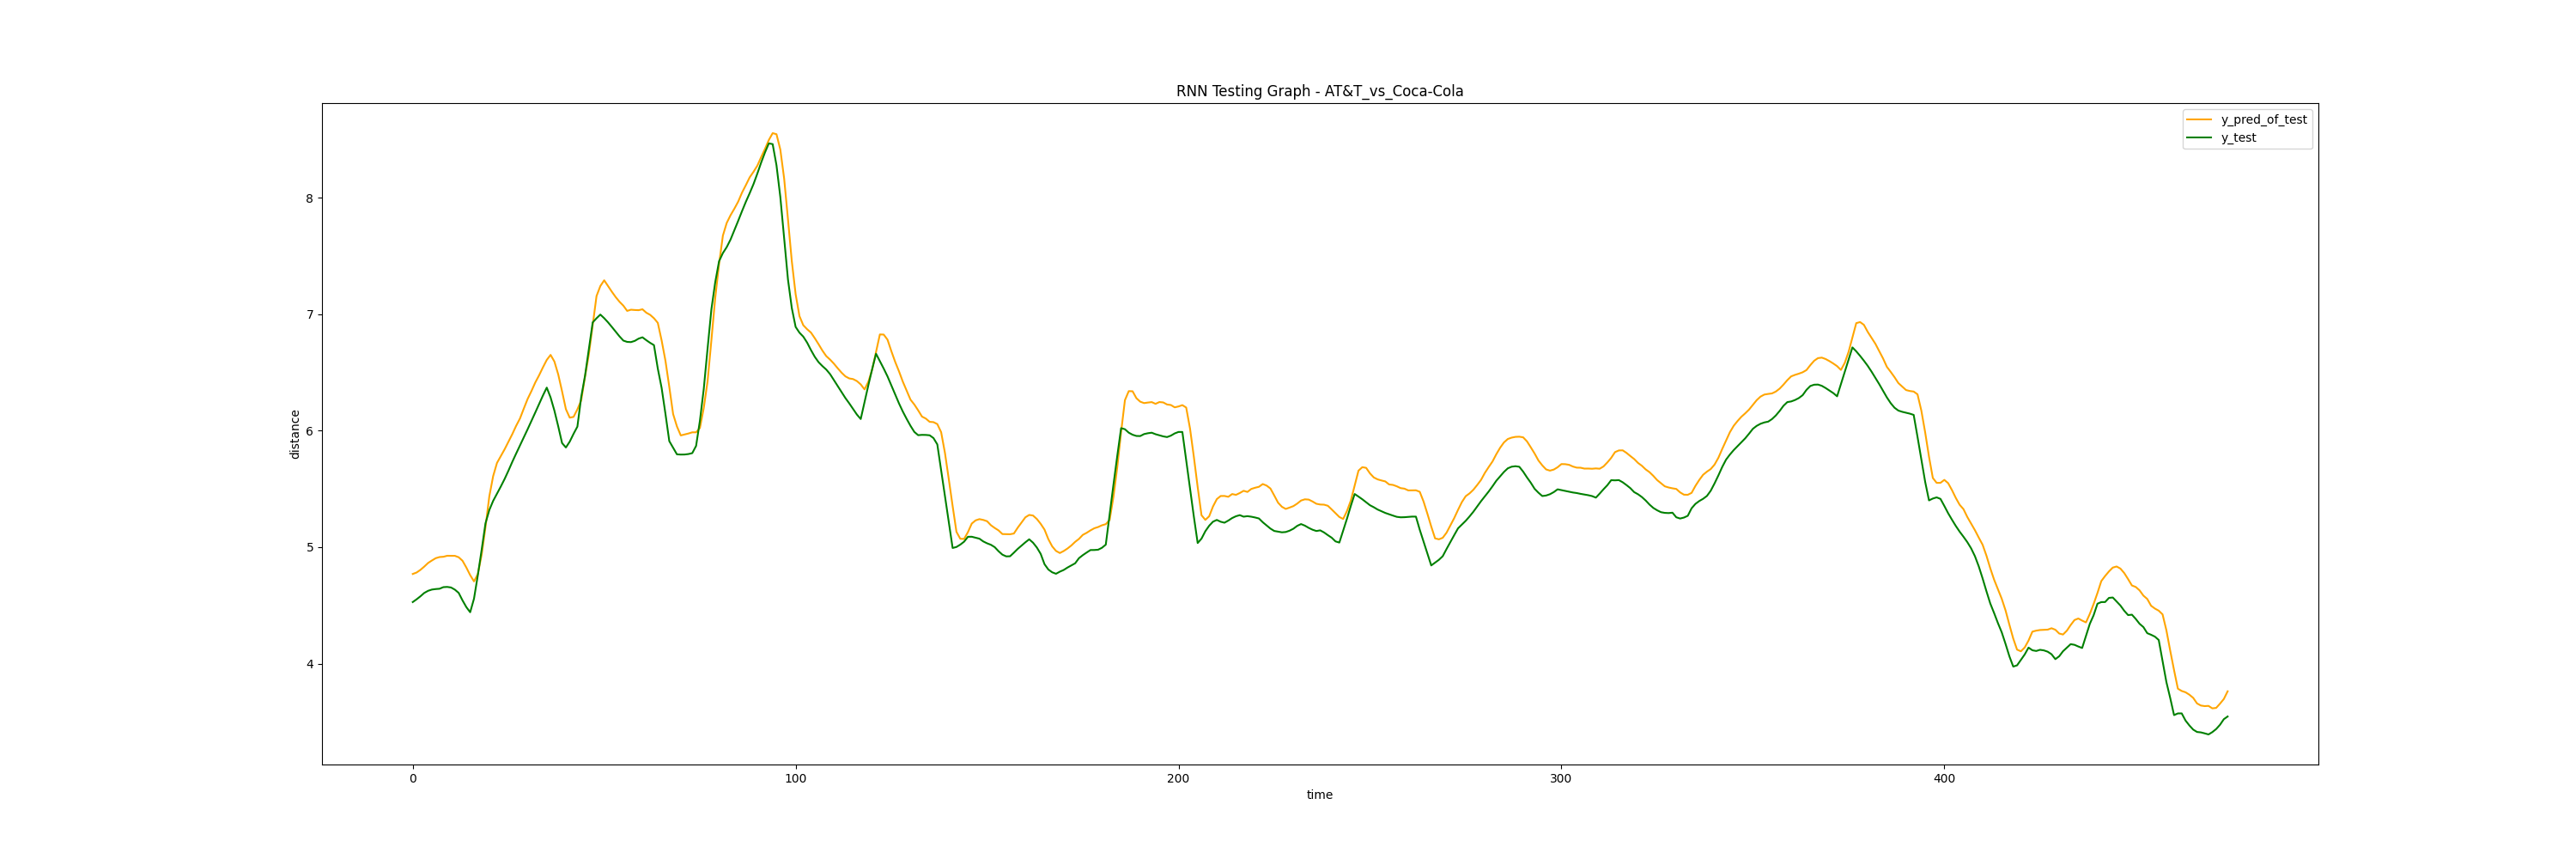 RNN Testing Graph - AT&T_vs_Coca-Cola
y_pred_of_test
y_test
8
7
6
5
4
distance
0 100 200 300 400
time